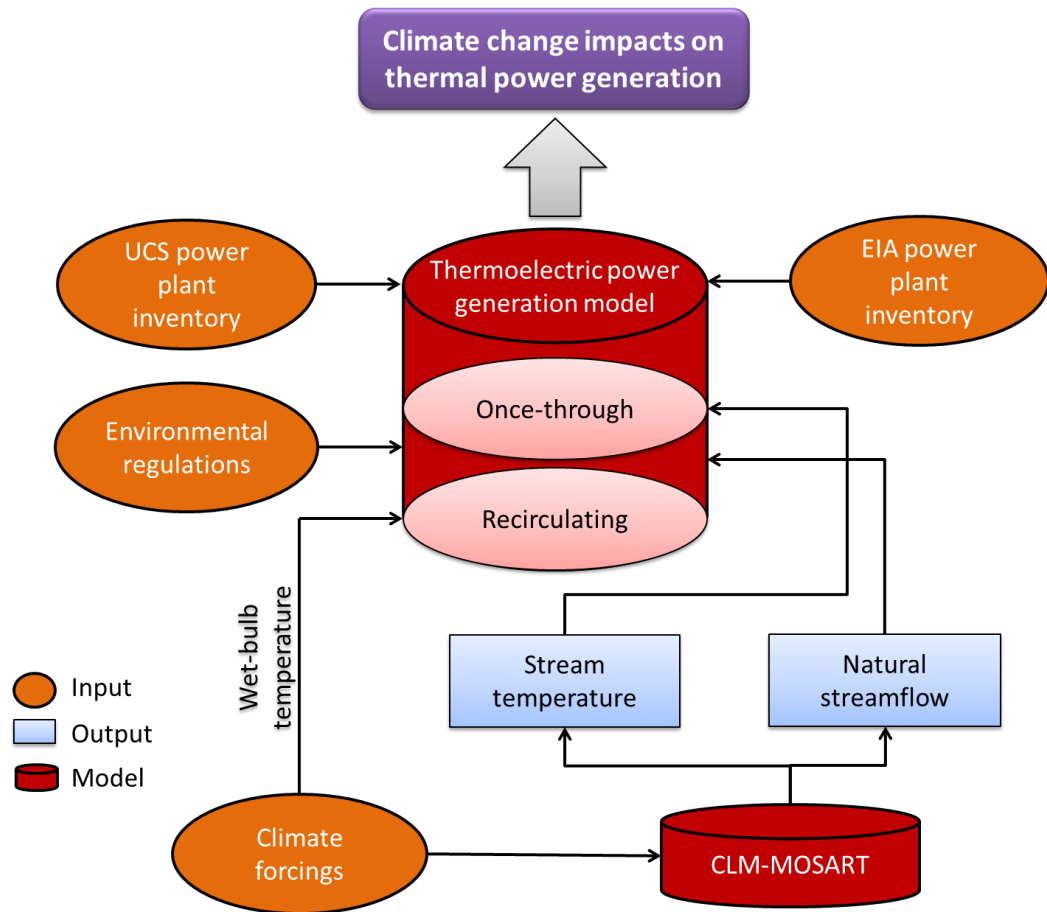 Climate change impacts on
thermal power generation
UCS power
plant
inventory
Thermoelectric power
generation model
EIA power
plant
inventory
Once-through
Environmental
regulations
Recirculating
Wet-bulb
temperature
Stream
temperature
Natural
streamflow
Input
Output
Model
Climate
forcings
CLM-MOSART